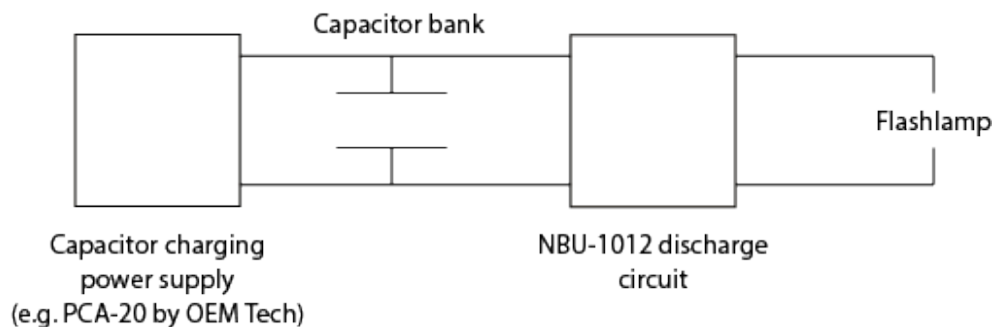 Capacitor bank
Flashlamp
Capacitor charging
power supply
(e.g. PCA-20 by OEM Tech)
NBU-1012 discharge
circuit